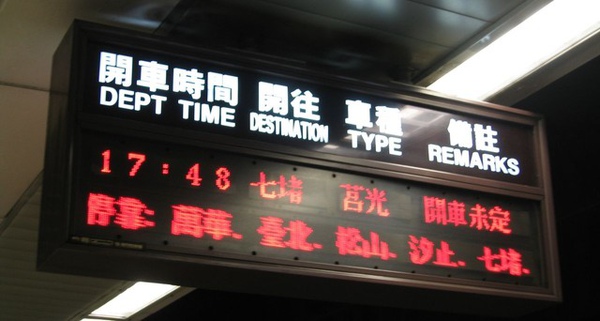 開車時間 開往 車種 備註
DEPT TIME DESTINATION TYPE REMARKS
17:48 七堵 莒光 開車未定
停靠: 萬華、臺北、松山、汐止、七堵、